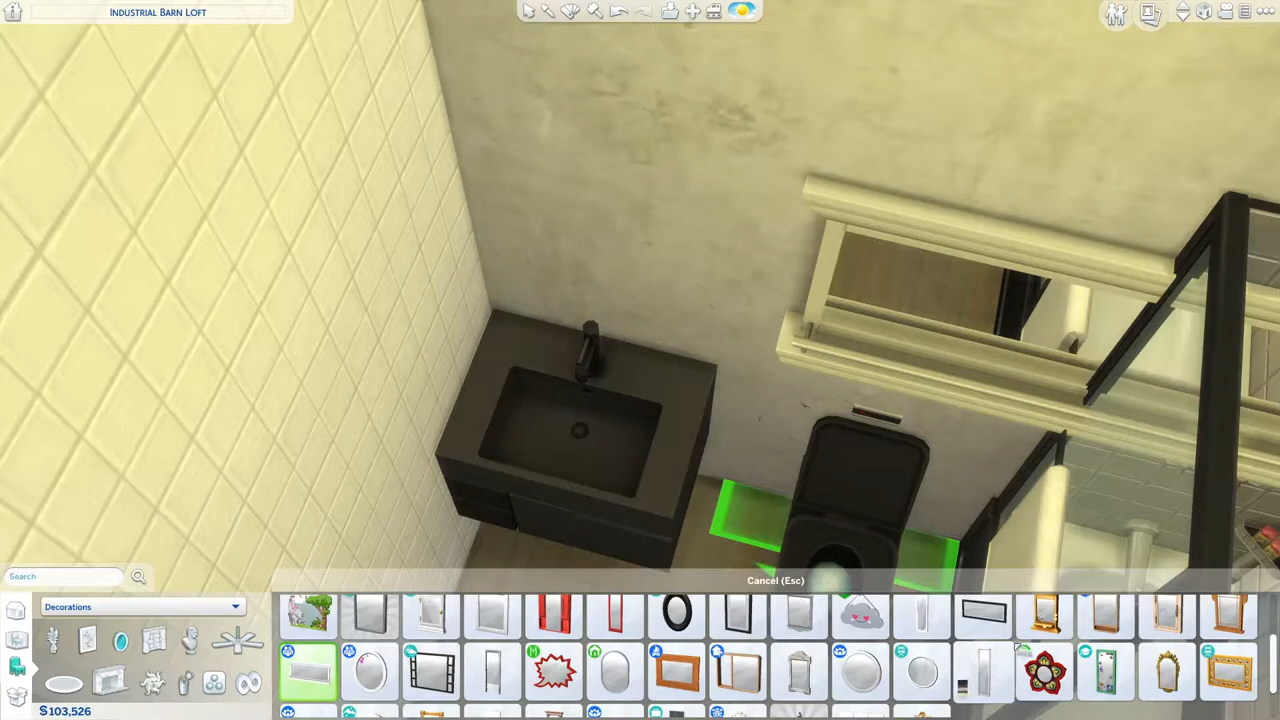 INDUSTRIAL BARN LOFT
Cancel (Esc)
Search
Decorations
§103,526